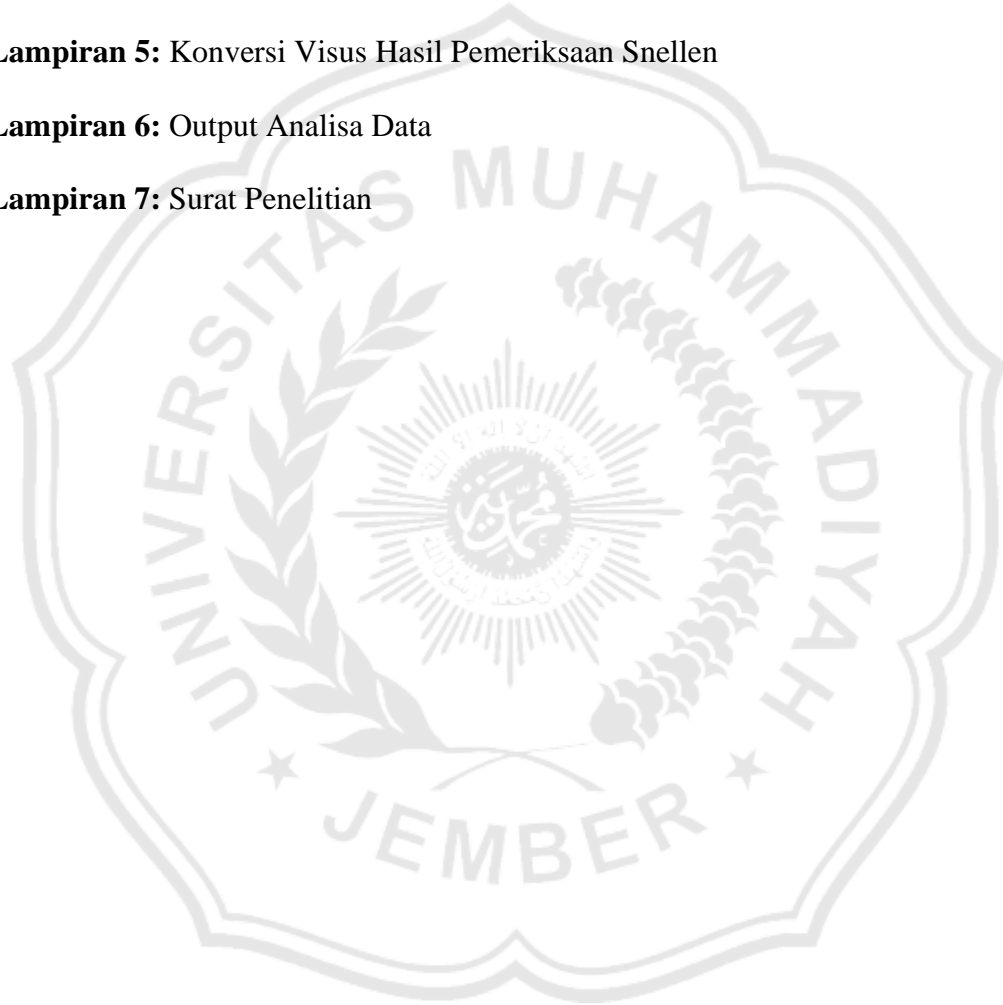 Lampiran 5: Konversi Visus Hasil Pemeriksaan Snellen
Lampiran 6: Output Analisa Data
Lampiran 7: Surat Penelitian
UNIVERSITAS MUHAMMADIYAH
JEMBER